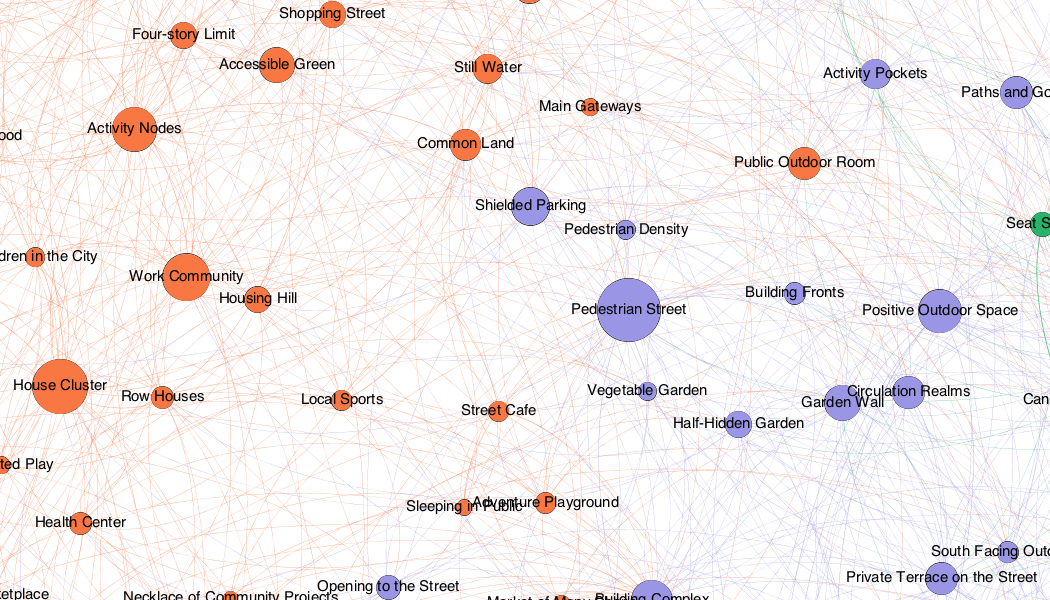 Shopping Street
Four-story Limit
Accessible Green
Still Water
Activity Pockets
Paths and Go
Main Gateways
Activity Nodes
ood
Common Land
Public Outdoor Room
Shielded Parking
Pedestrian Density
Seat S
dren in the City
Work Community
Housing Hill
Building Fronts
Pedestrian Street
Positive Outdoor Space
House Cluster
Row Houses
Local Sports
Vegetable Garden
Circulation Realms
Garden Wall
Can
Street Cafe
Half-Hidden Garden
ted Play
Sleeping in Public
Adventure Playground
Health Center
South Facing Outd
Private Terrace on the Street
Opening to the Street
etplace
Necklace of Community Projects
Market of Many
Building Complex